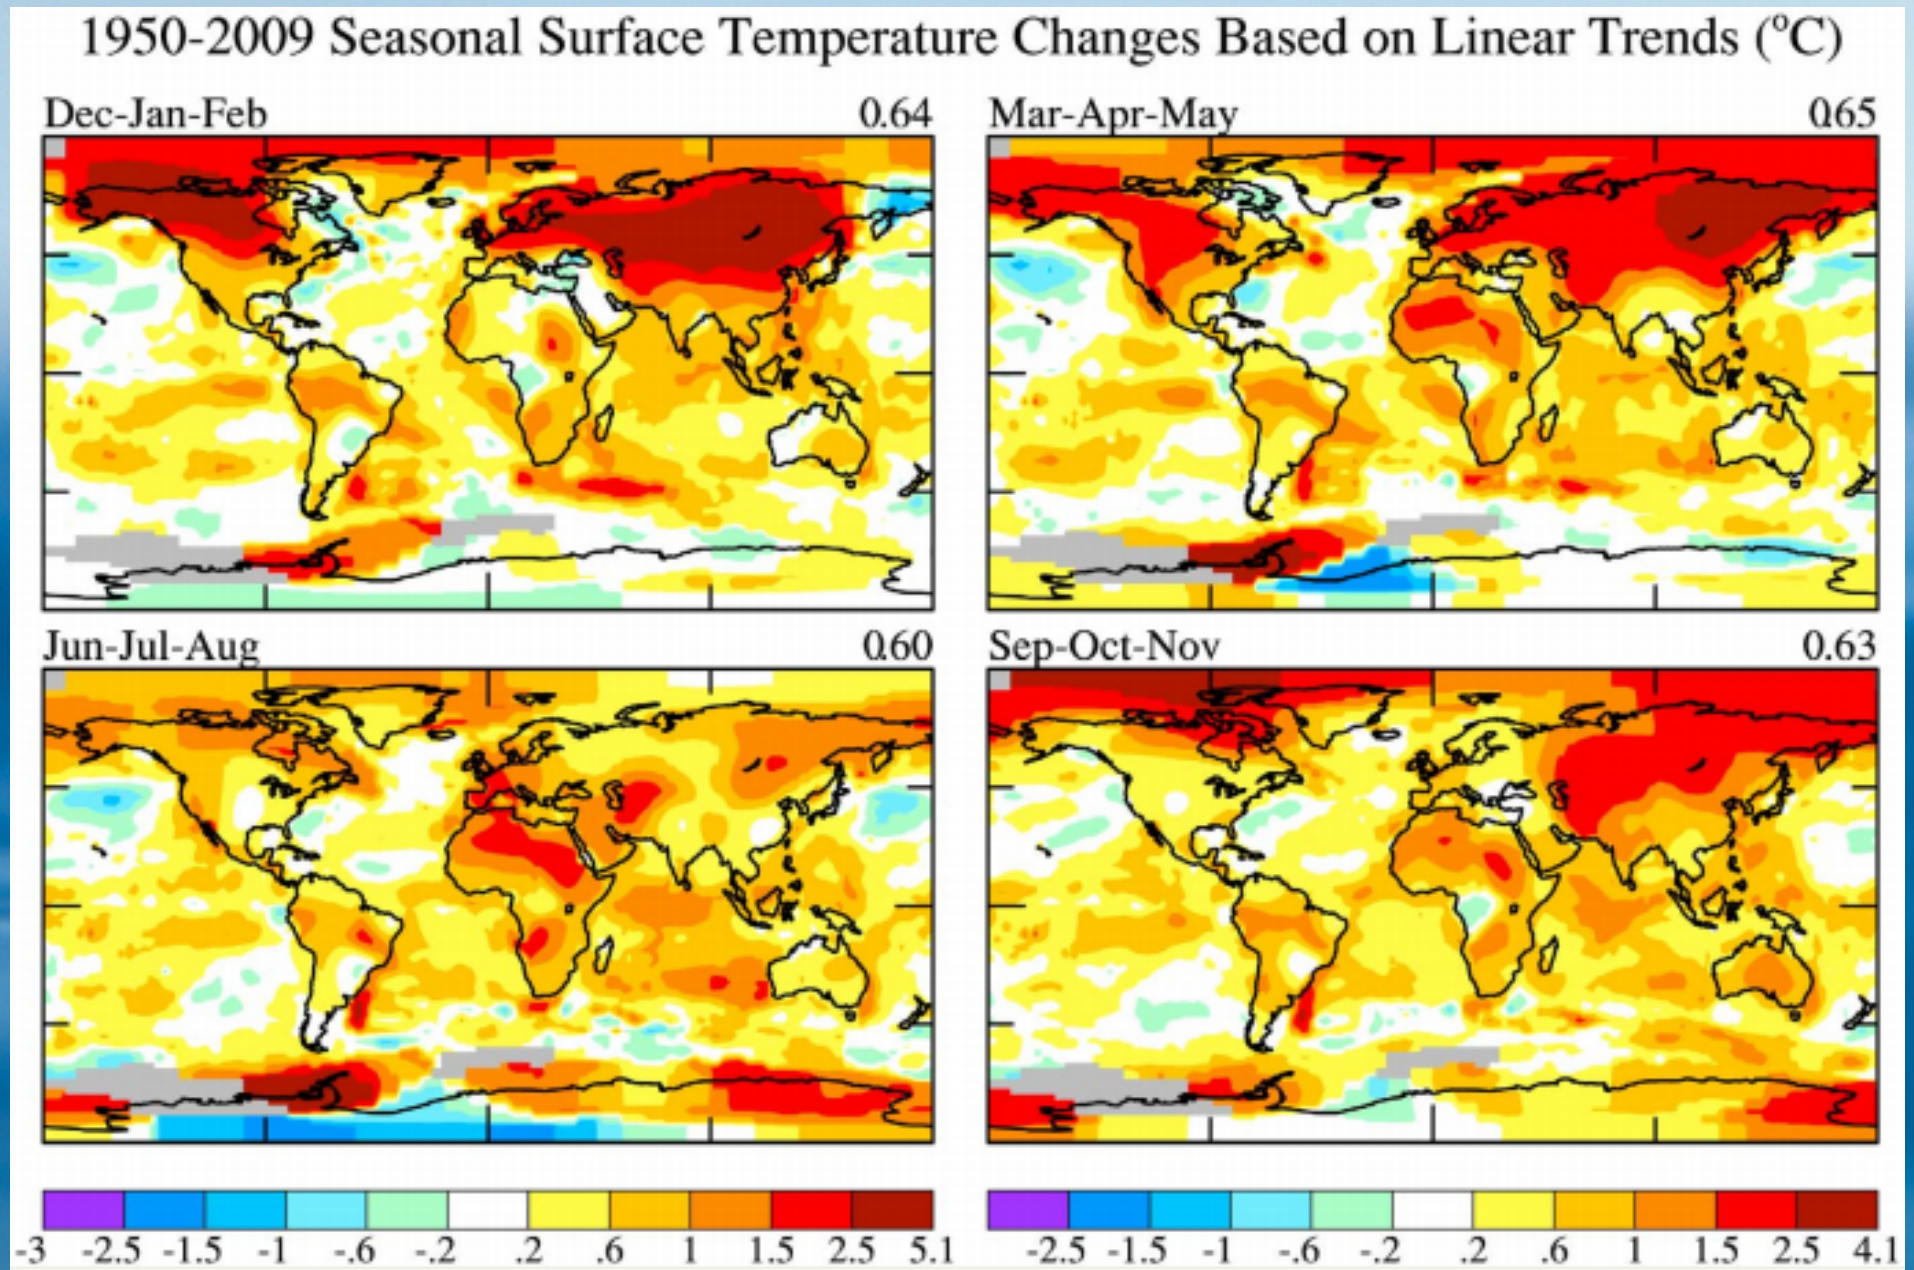 1950-2009 Seasonal Surface Temperature Changes Based on Linear Trends (°C)
Dec-Jan-Feb 0.64
Mar-Apr-May 0.65
Jun-Jul-Aug 0.60
Sep-Oct-Nov 0.63
-3 -2.5 -1.5 -1 -.6 -.2 .2 .6 1 1.5 2.5 5.1
-2.5 -1.5 -1 -.6 -.2 .2 .6 1 1.5 2.5 4.1